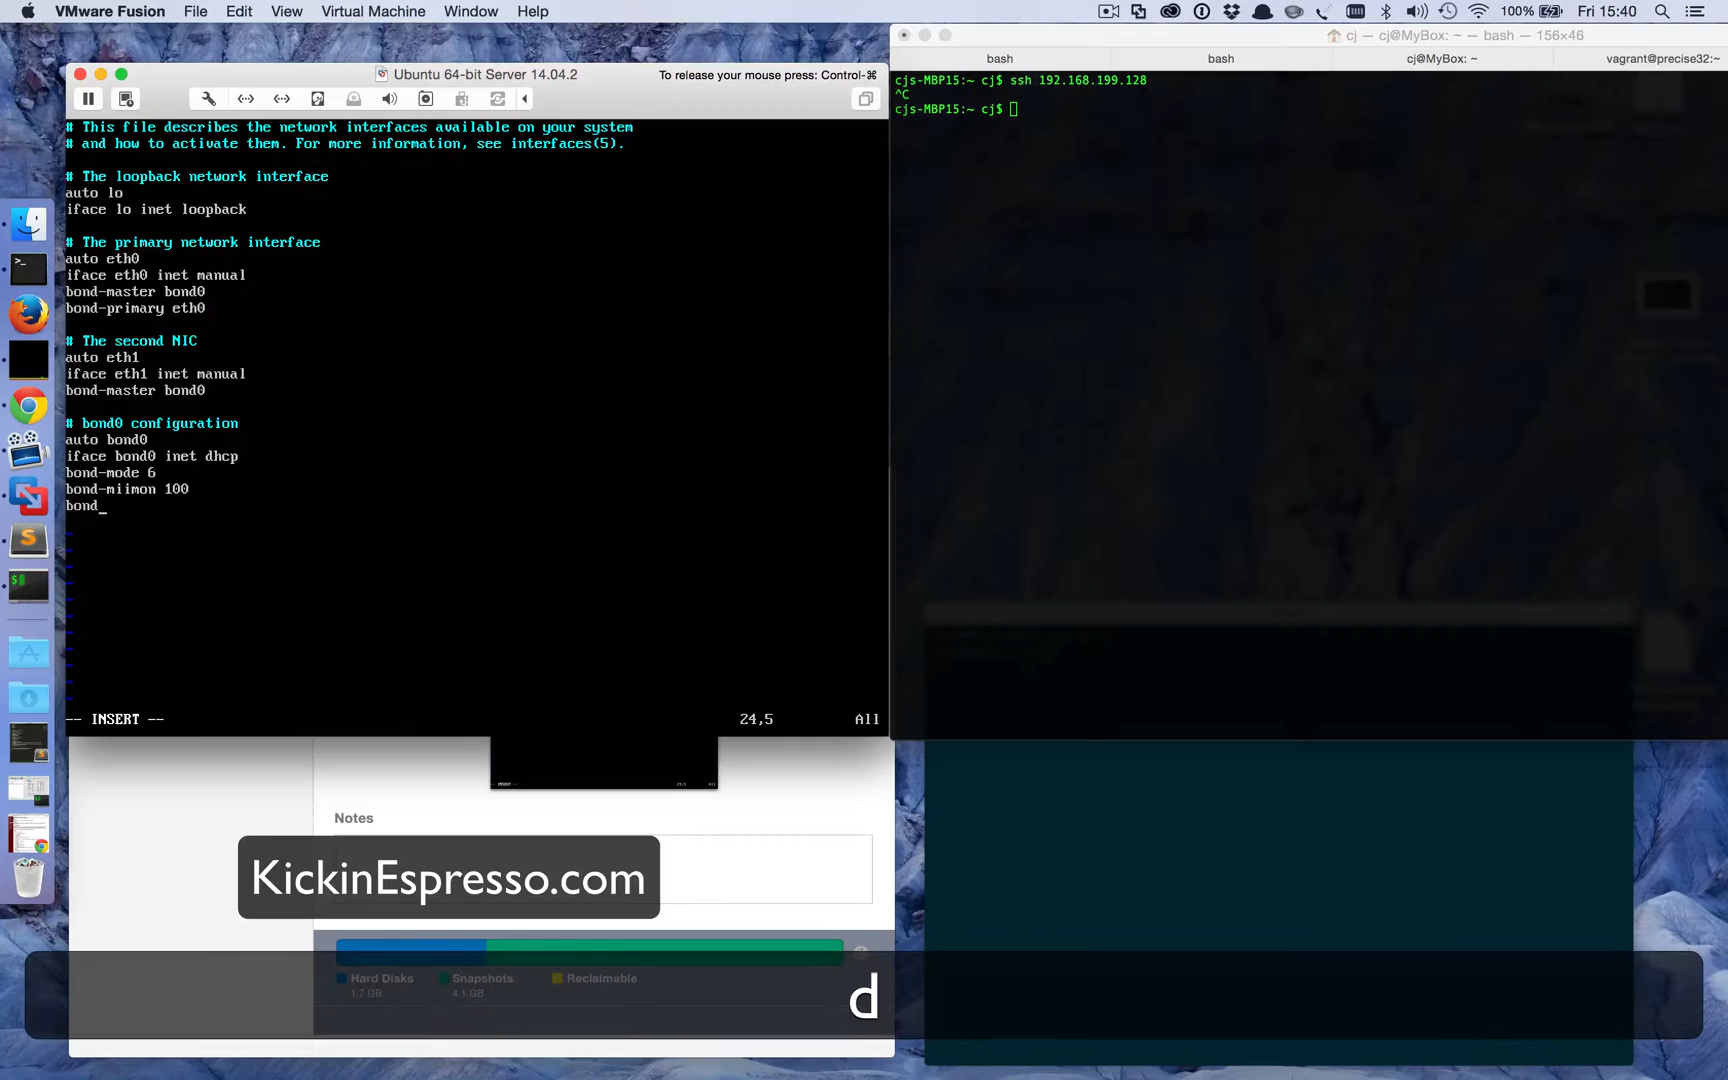 VMware Fusion File Edit View Virtual Machine Window Help 100% Fri 15:40
Ubuntu 64-bit Server 14.04.2 To release your mouse press: Control-⌘
# This file describes the network interfaces available on your system
# and how to activate them. For more information, see interfaces(5).
# The loopback network interface
auto lo
iface lo inet loopback
# The primary network interface
auto eth0
iface eth0 inet manual
bond-master bond0
bond-primary eth0
# The second NIC
auto eth1
iface eth1 inet manual
bond-master bond0
# bond0 configuration
auto bond0
iface bond0 inet dhcp
bond-mode 6
bond-miimon 100
bond_
~
~
~
~
~
~
~
~
~
~
~
-- INSERT -- 24,5 All
cj — cj@MyBox: ~ — bash — 156×46
bash bash cj@MyBox: ~ vagrant@precise32: ~
cjs-MBP15:~ cj$ ssh 192.168.199.128
^C
cjs-MBP15:~ cj$
Notes
KickinEspresso.com
Hard Disks Snapshots Reclaimable
1.7 GB 4.1 GB
d